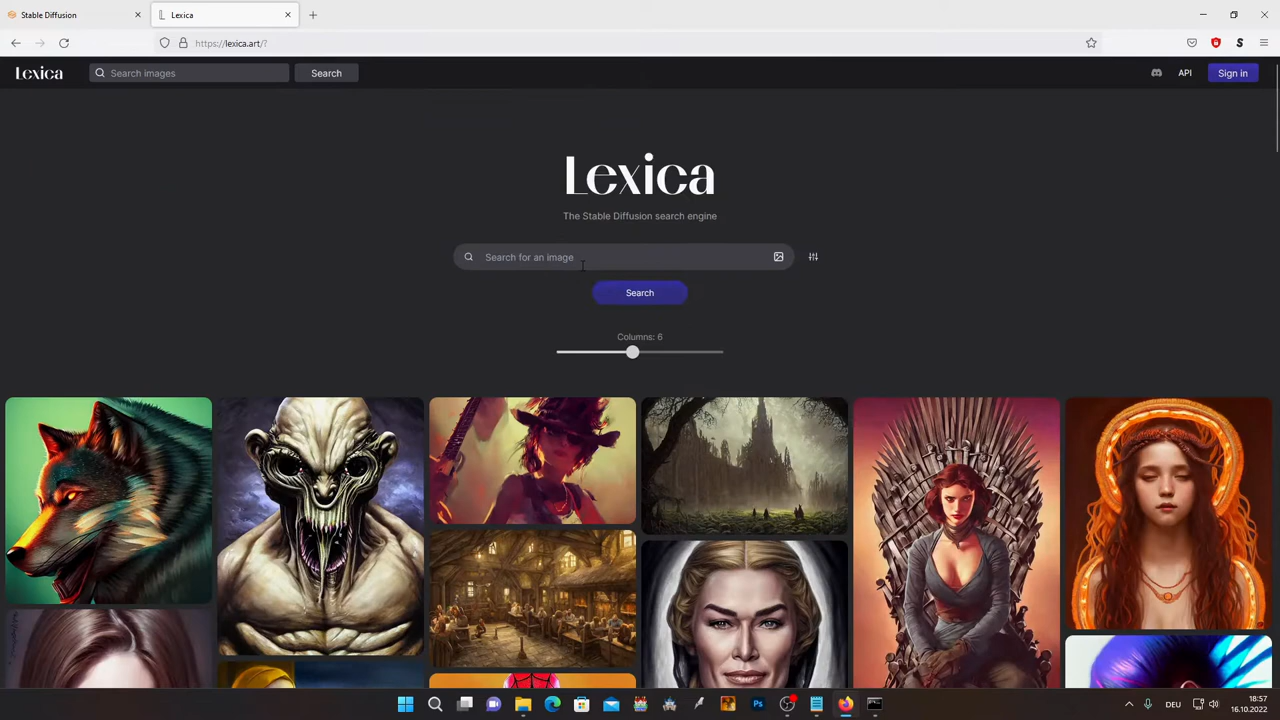 Stable Diffusion
Lexica
https://lexica.art/?
Lexica
Search images
Search
API
Sign in
Lexica
The Stable Diffusion search engine
Search for an image
Search
Columns: 6
DEU
18:57
16.10.2022